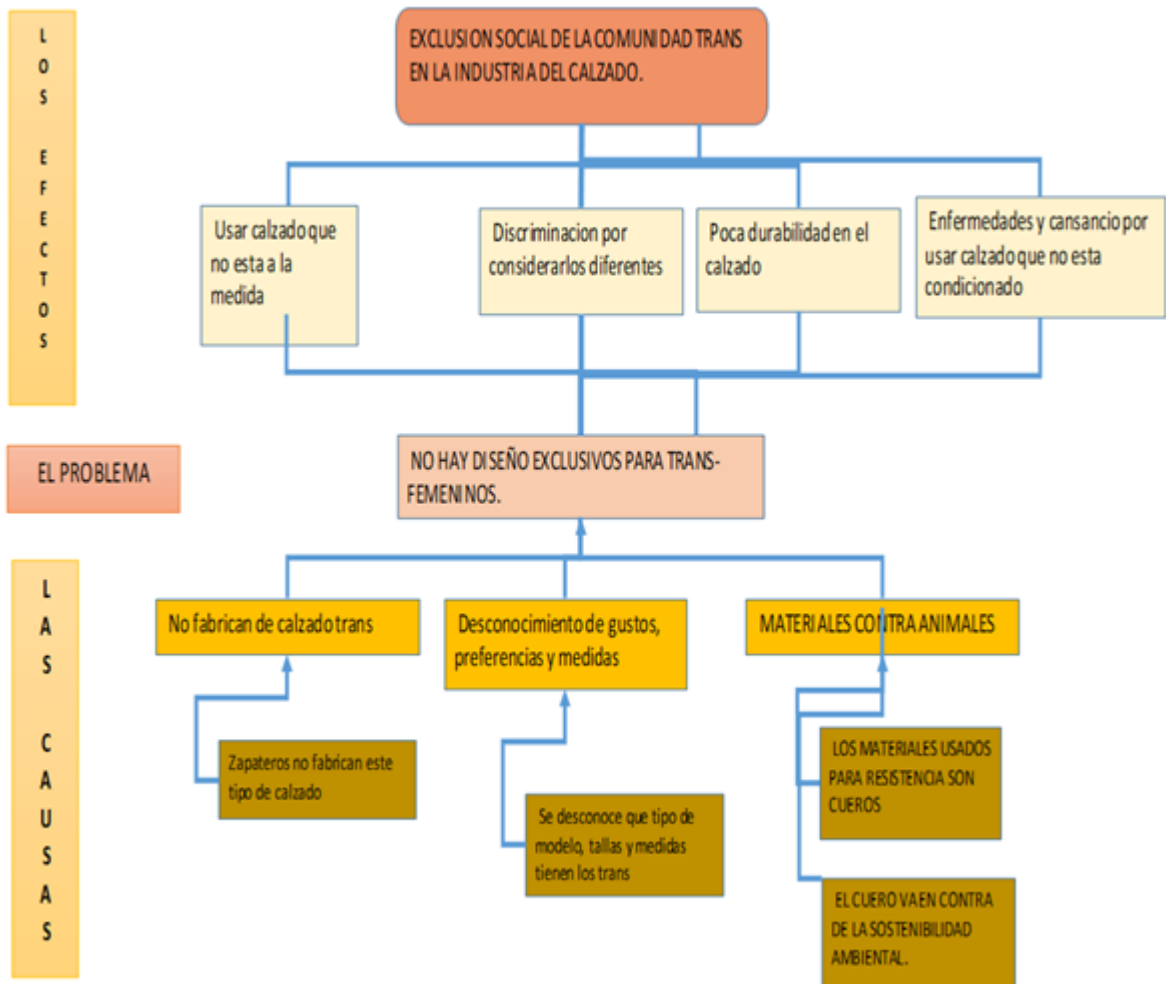 LOS EFECTOS
EXCLUSION SOCIAL DE LA COMUNIDAD TRANS
EN LA INDUSTRIA DEL CALZADO.
Usar calzado que
no esta a la
medida
Discriminacion por
considerarlos diferentes
Poca durabilidad en el
calzado
Enfermedades y cansancio por
usar calzado que no esta
condicionado
EL PROBLEMA
NO HAY DISEÑO EXCLUSIVOS PARA TRANS-
FEMENINOS.
LAS CAUSAS
No fabrican de calzado trans
Desconocimiento de gustos,
preferencias y medidas
MATERIALES CONTRA ANIMALES
Zapateros no fabrican este
tipo de calzado
Se desconoce que tipo de
modelo, tallas y medidas
tienen los trans
LOS MATERIALES USADOS
PARA RESISTENCIA SON
CUEROS
EL CUERO VA EN CONTRA
DE LA SOSTENIBILIDAD
AMBIENTAL.